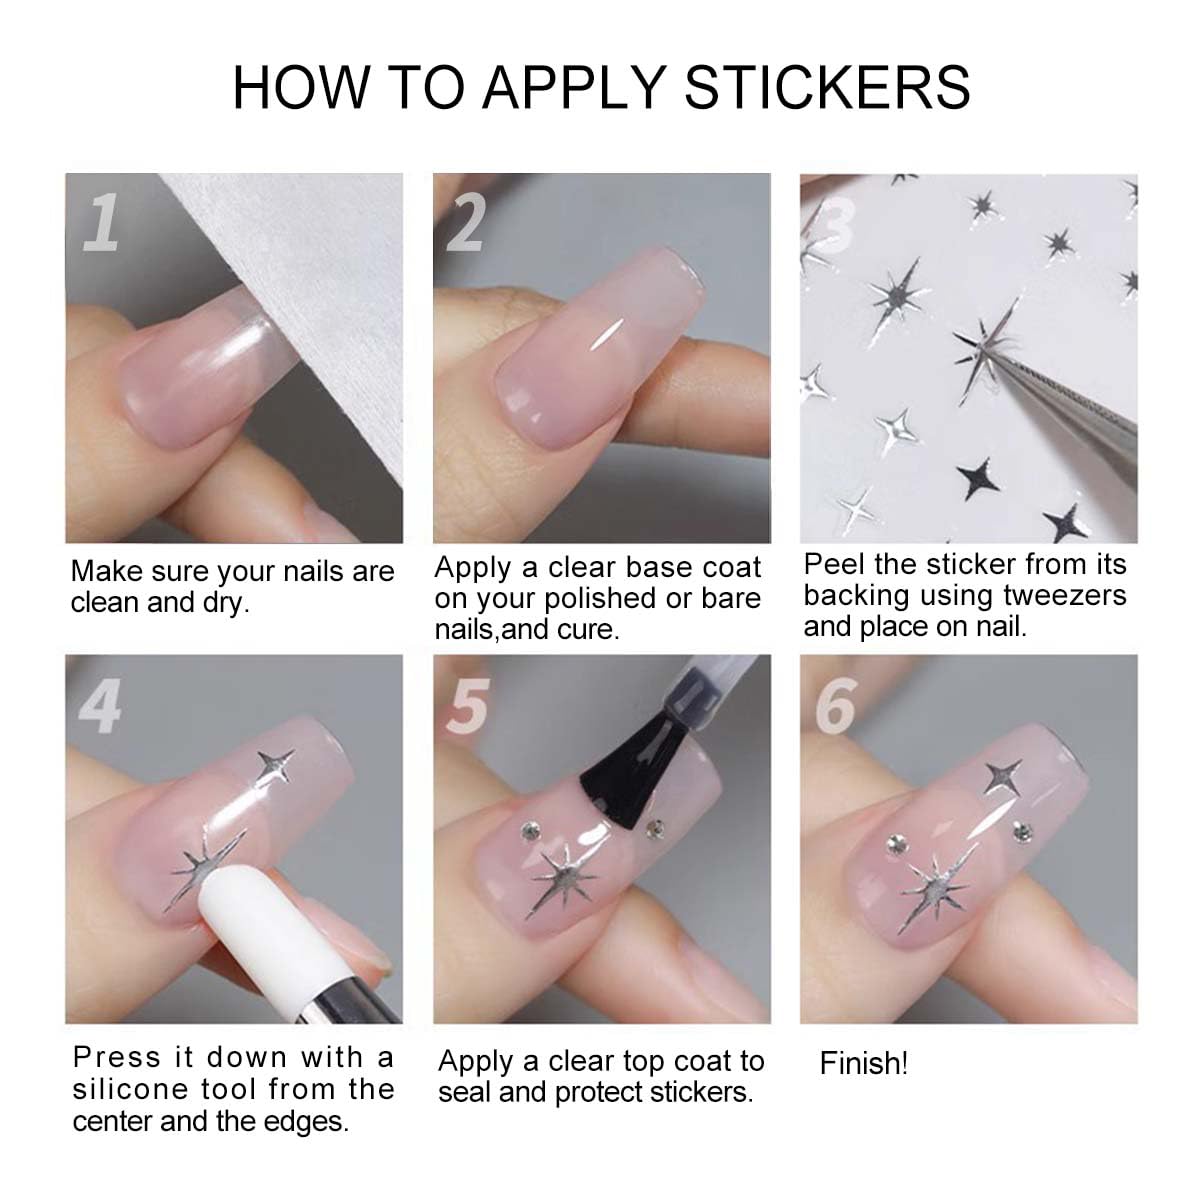 HOW TO APPLY STICKERS
1
2
3
Make sure your nails are
clean and dry.
Apply a clear base coat
on your polished or bare
nails,and cure.
Peel the sticker from its
backing using tweezers
and place on nail.
4
5
6
Press it down with a
silicone tool from the
center and the edges.
Apply a clear top coat to
seal and protect stickers.
Finish!